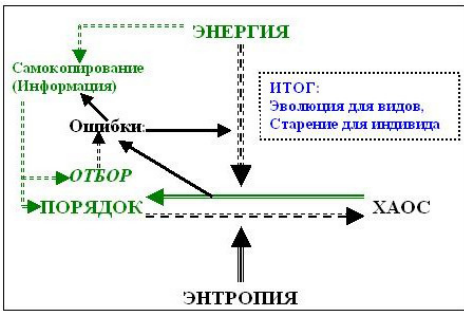 ЭНЕРГИЯ
Самокопирование
(Информация)
ИТОГ:
Эволюция для видов,
Старение для индивида
Ошибки:
ОТБОР
ПОРЯДОК
ХАОС
ЭНТРОПИЯ